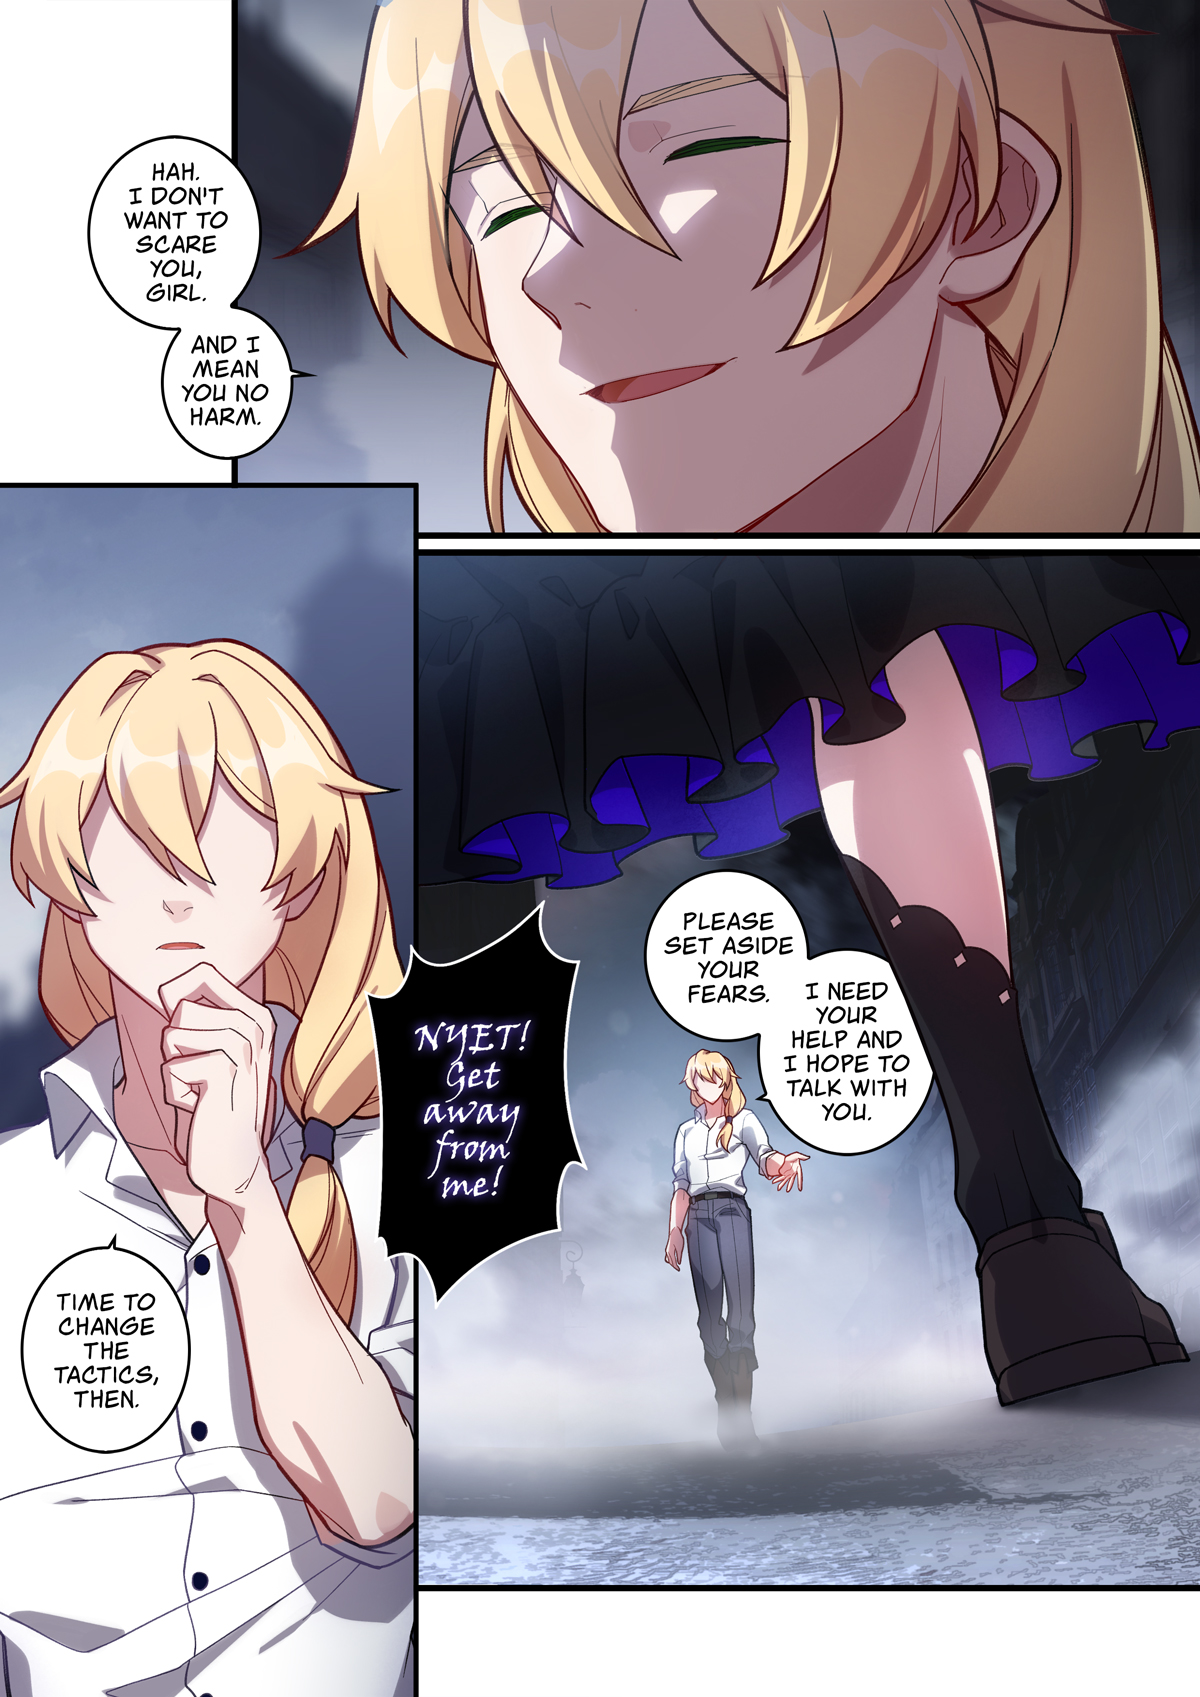 HAH.
I DON'T
WANT TO
SCARE
YOU,
GIRL.
AND I
MEAN
YOU NO
HARM.
PLEASE
SET ASIDE
YOUR
FEARS.
I NEED
YOUR
HELP AND
I HOPE TO
TALK WITH
YOU.
NYET!
Get
away
from
me!
TIME TO
CHANGE
THE
TACTICS,
THEN.